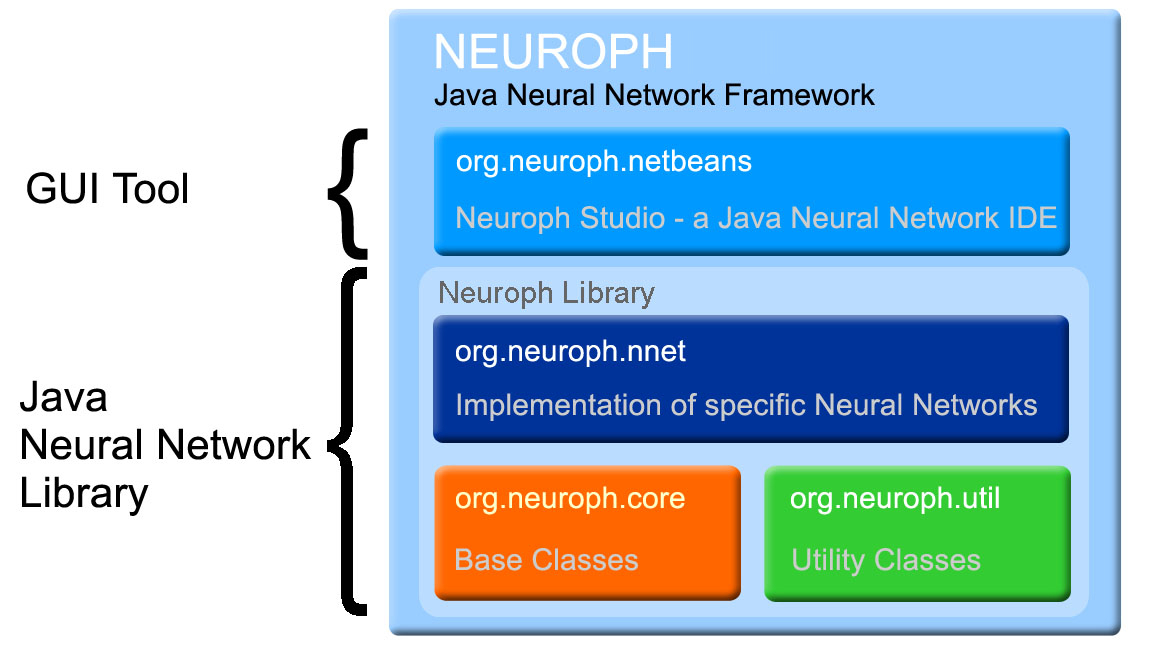 NEUROPH
Java Neural Network Framework
GUI Tool
{
org.neuroph.netbeans
Neuroph Studio - a Java Neural Network IDE
Java
Neural Network
Library
{
Neuroph Library
org.neuroph.nnet
Implementation of specific Neural Networks
org.neuroph.core
Base Classes
org.neuroph.util
Utility Classes